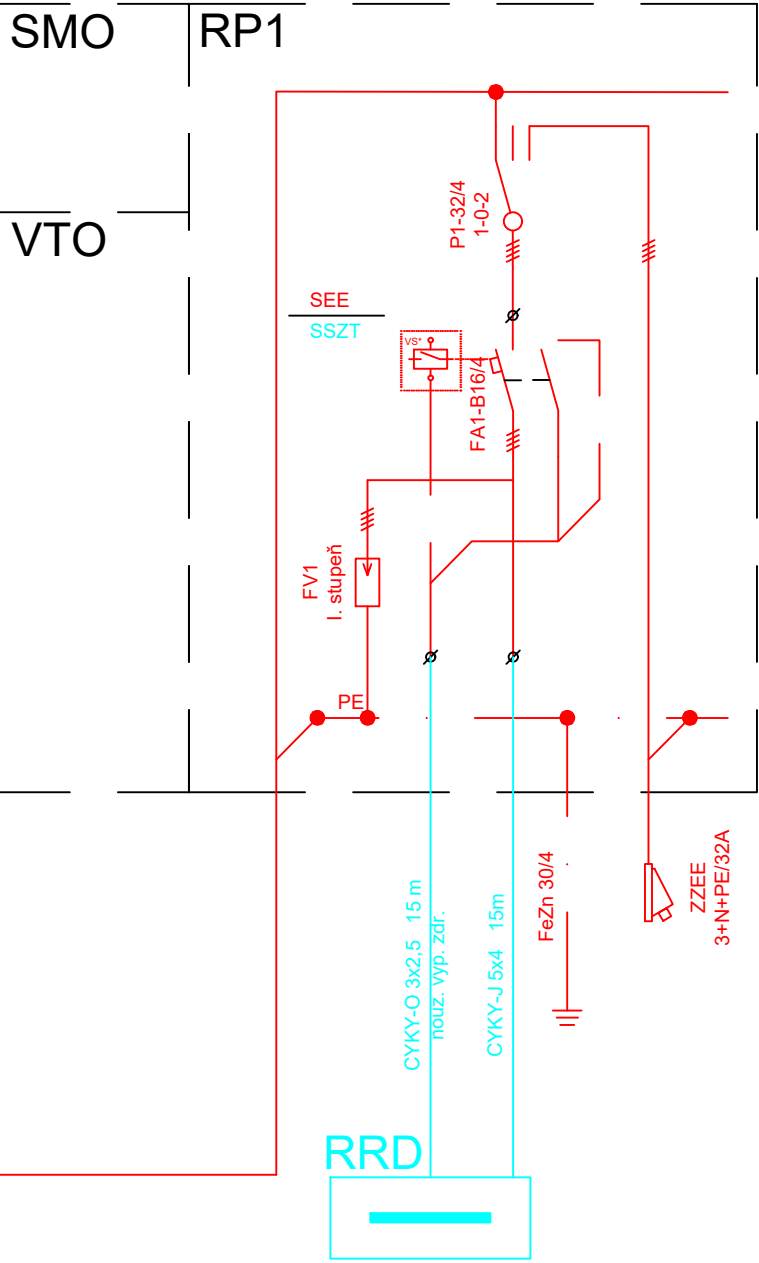 SMO
RP1
VTO
P1-32/4
1-0-2
SEE
SSZT
VS*
FA1-B16/4
FV1
I. stupeň
PE
CYKY-O 3x2,5 15 m
nouz. vyp. zdr.
CYKY-J 5x4 15m
FeZn 30/4
ZZEE
3+N+PE/32A
RRD